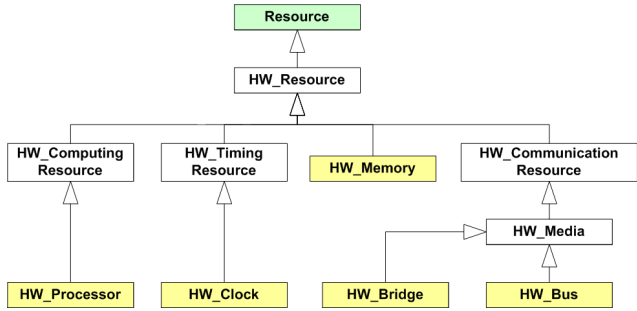 Resource
HW_Resource
HW_Computing
Resource
HW_Timing
Resource
HW_Memory
HW_Communication
Resource
HW_Media
HW_Processor
HW_Clock
HW_Bridge
HW_Bus